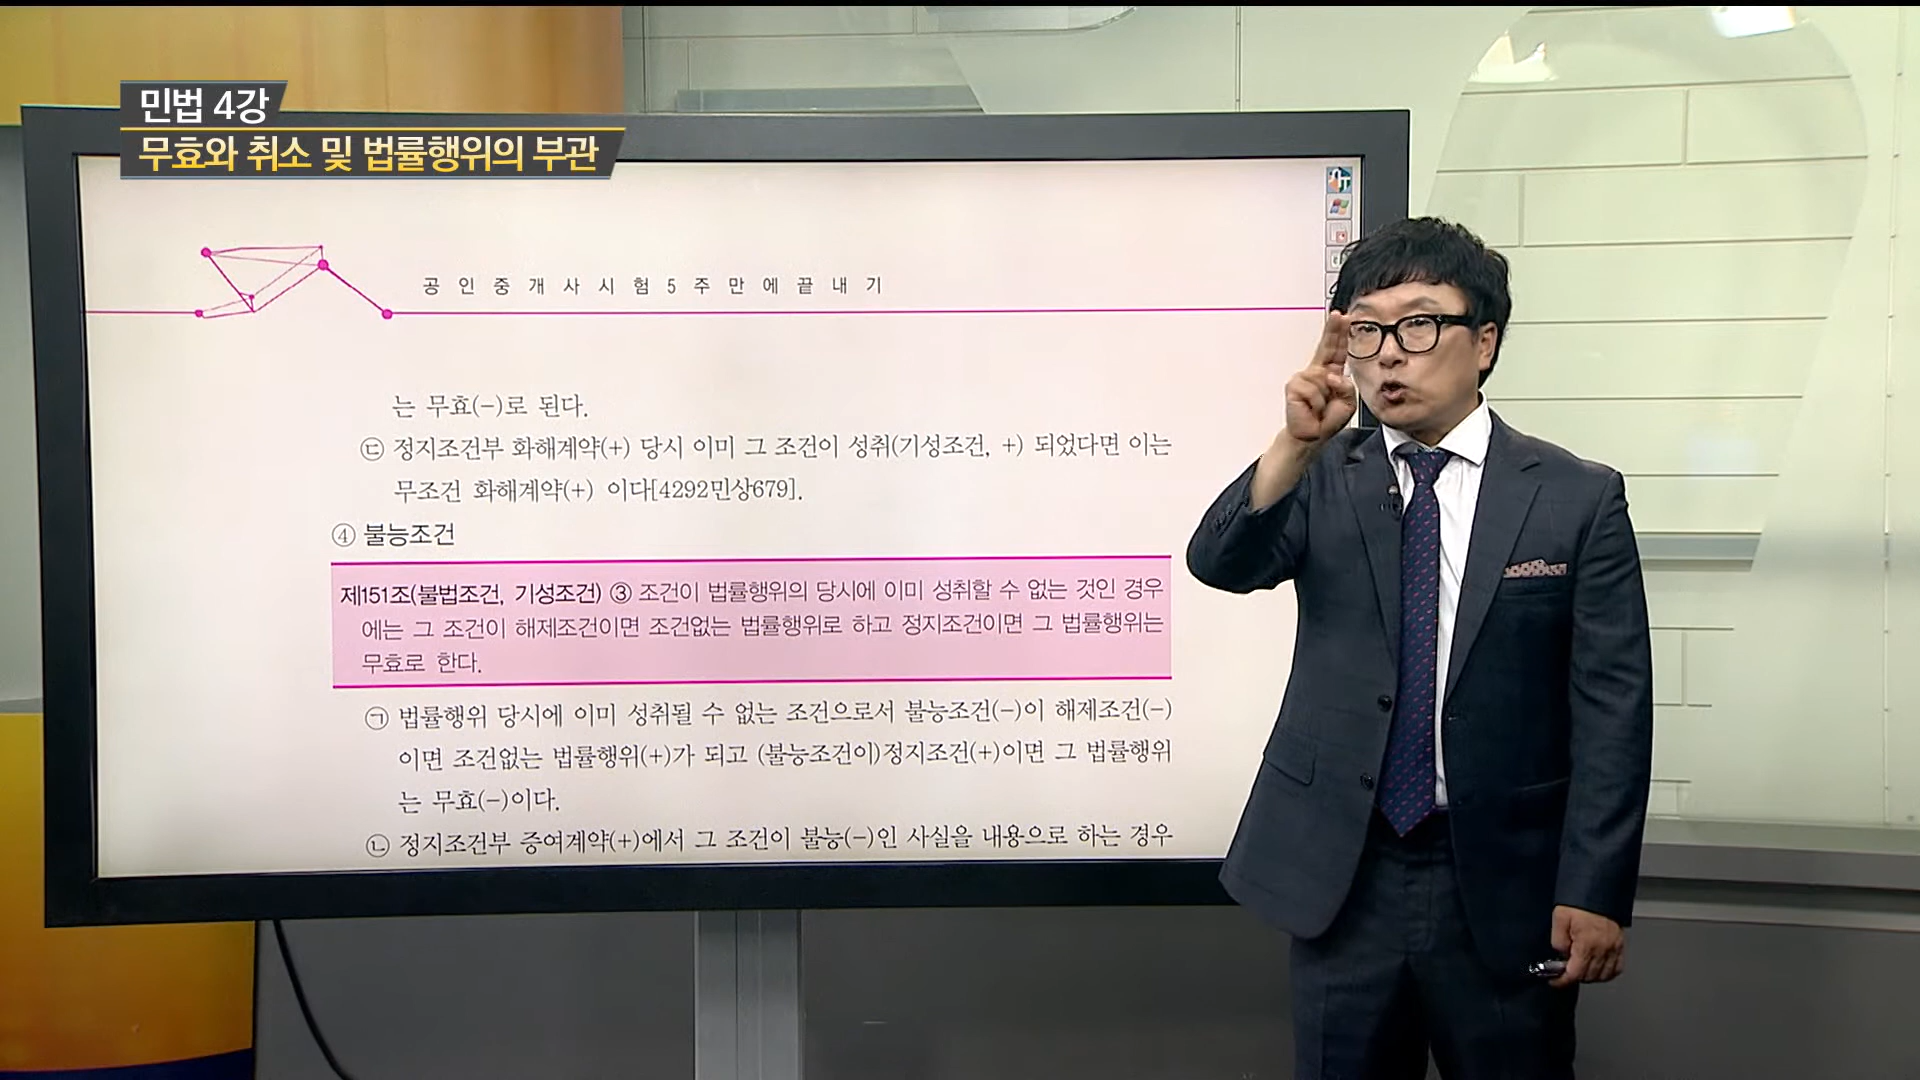 민법 4강
무효와 취소 및 법률행위의 부관
공인중개사시험5주만에끝내기
는 무효(-)로 된다.
㉢ 정지조건부 화해계약(+) 당시 이미 그 조건이 성취(기성조건, +) 되었다면 이는
무조건 화해계약(+) 이다[4292민상679].
④ 불능조건
제151조(불법조건, 기성조건) ③ 조건이 법률행위의 당시에 이미 성취할 수 없는 것인 경우
에는 그 조건이 해제조건이면 조건없는 법률행위로 하고 정지조건이면 그 법률행위는
무효로 한다.
㉠ 법률행위 당시에 이미 성취될 수 없는 조건으로서 불능조건(-)이 해제조건(-)
이면 조건없는 법률행위(+)가 되고 (불능조건이)정지조건(+)이면 그 법률행위
는 무효(-)이다.
㉡ 정지조건부 증여계약(+)에서 그 조건이 불능(-)인 사실을 내용으로 하는 경우